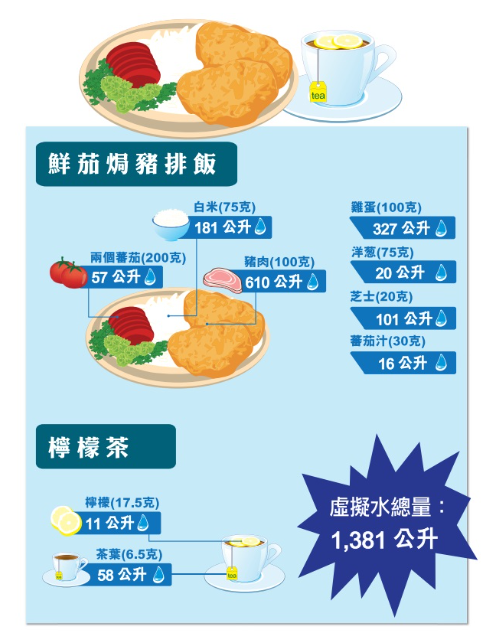 tea
鮮茄焗豬排飯
白米(75克)
181 公升
兩個蕃茄(200克)
57 公升
豬肉(100克)
610 公升
雞蛋(100克)
327 公升
洋葱(75克)
20 公升
芝士(20克)
101 公升
蕃茄汁(30克)
16 公升
檸檬茶
檸檬(17.5克)
11 公升
茶葉(6.5克)
58 公升
tea
tea
虛擬水總量：
1,381 公升